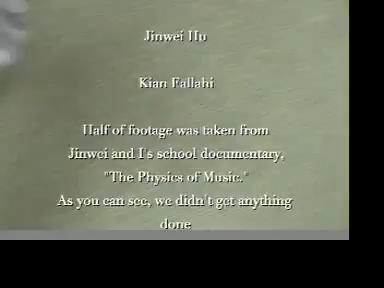 Jinwei Hu
Kian Fallahi
Half of footage was taken from
Jinwei and I's school documentary,
"The Physics of Music."
As you can see, we didn't get anything
done